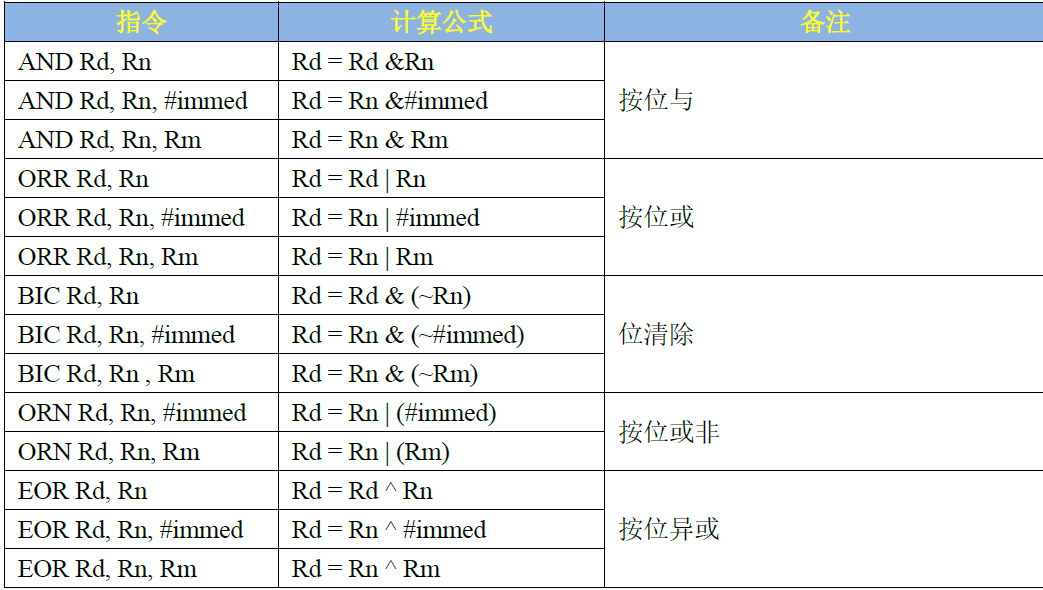 指令 计算公式 备注
AND Rd, Rn Rd = Rd &Rn
AND Rd, Rn, #immed Rd = Rn &#immed 按位与
AND Rd, Rn, Rm Rd = Rn & Rm
ORR Rd, Rn Rd = Rd | Rn
ORR Rd, Rn, #immed Rd = Rn | #immed 按位或
ORR Rd, Rn, Rm Rd = Rn | Rm
BIC Rd, Rn Rd = Rd & (~Rn)
BIC Rd, Rn, #immed Rd = Rn & (~#immed) 位清除
BIC Rd, Rn , Rm Rd = Rn & (~Rm)
ORN Rd, Rn, #immed Rd = Rn | (#immed) 按位或非
ORN Rd, Rn, Rm Rd = Rn | (Rm)
EOR Rd, Rn Rd = Rd ^ Rn
EOR Rd, Rn, #immed Rd = Rn ^ #immed 按位异或
EOR Rd, Rn, Rm Rd = Rn ^ Rm